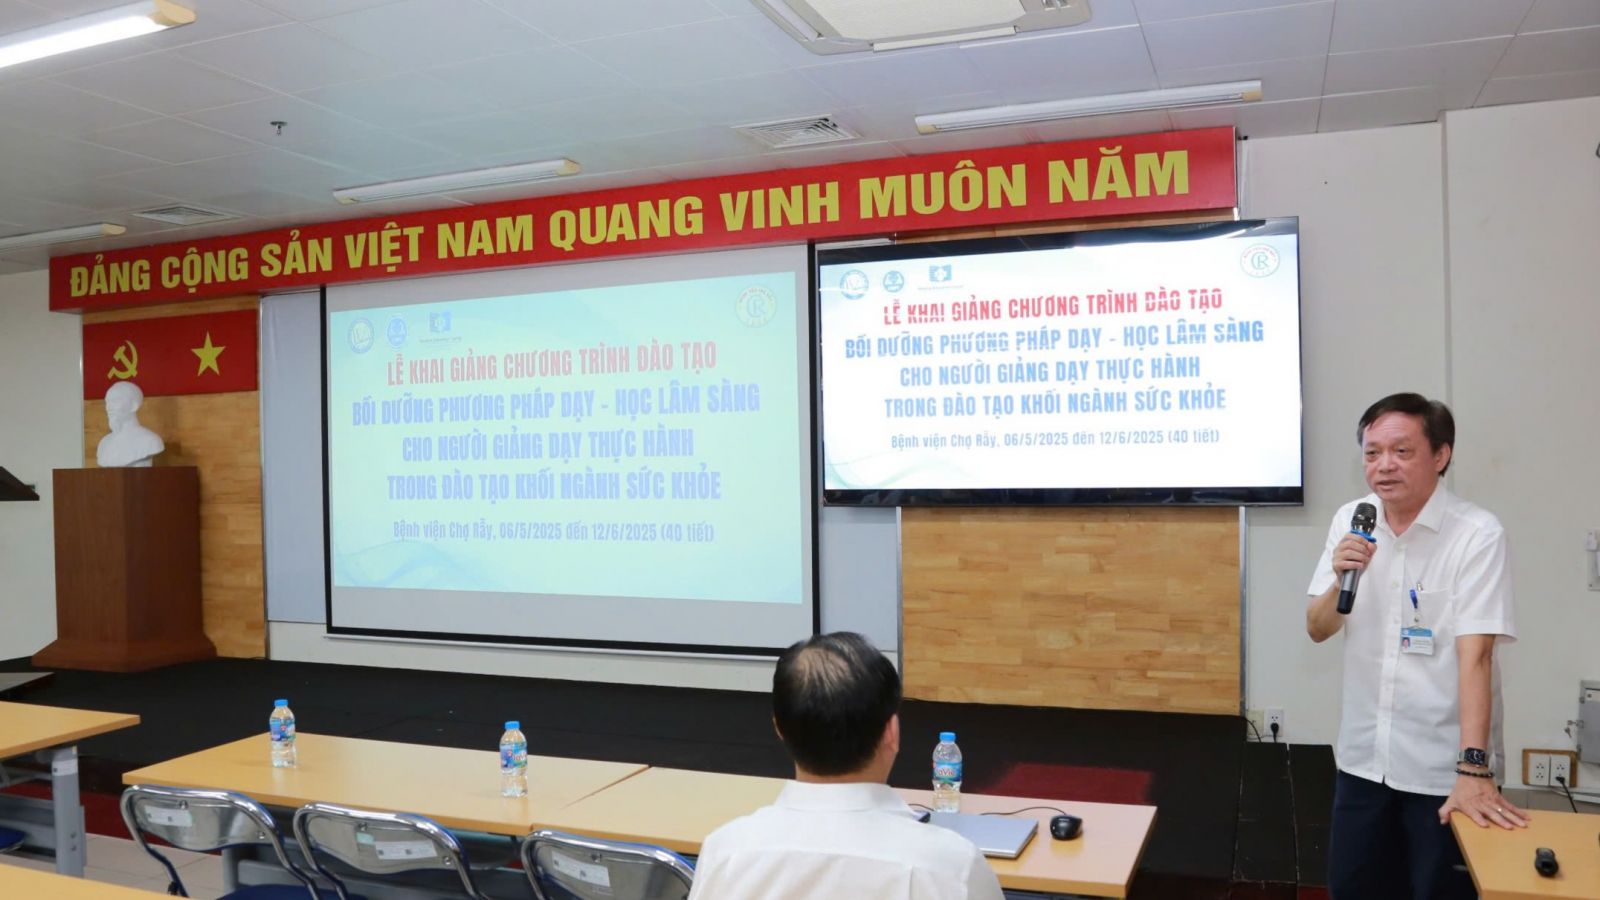 ĐẢNG CỘNG SẢN VIỆT NAM QUANG VINH MUÔN NĂM
LỄ KHAI GIẢNG CHƯƠNG TRÌNH ĐÀO TẠO
BỒI DƯỠNG PHƯƠNG PHÁP DẠY - HỌC LÂM SÀNG
CHO NGƯỜI GIẢNG DẠY THỰC HÀNH
TRONG ĐÀO TẠO KHỐI NGÀNH SỨC KHỎE
Bệnh viện Chợ Rẫy, 06/5/2025 đến 12/6/2025 (40 tiết)
LỄ KHAI GIẢNG CHƯƠNG TRÌNH ĐÀO TẠO
BỒI DƯỠNG PHƯƠNG PHÁP DẠY - HỌC LÂM SÀNG
CHO NGƯỜI GIẢNG DẠY THỰC HÀNH
TRONG ĐÀO TẠO KHỐI NGÀNH SỨC KHỎE
Bệnh viện Chợ Rẫy, 06/5/2025 đến 12/6/2025 (40 tiết)